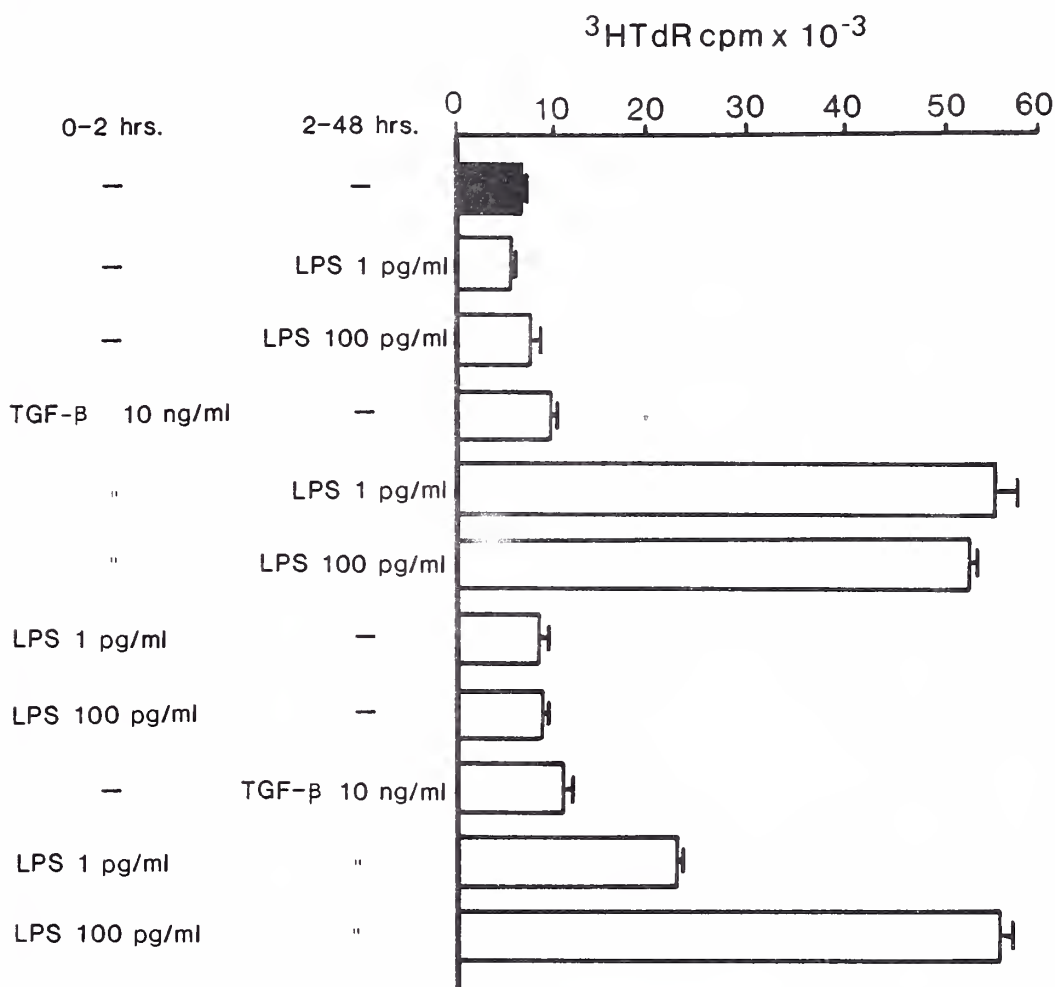 ³HTdR cpm x 10⁻³
0 10 20 30 40 50 60
0-2 hrs. 2-48 hrs.
— —
— LPS 1 pg/ml
— LPS 100 pg/ml
TGF-β 10 ng/ml —
" LPS 1 pg/ml
" LPS 100 pg/ml
LPS 1 pg/ml —
LPS 100 pg/ml —
— TGF-β 10 ng/ml
LPS 1 pg/ml "
LPS 100 pg/ml "